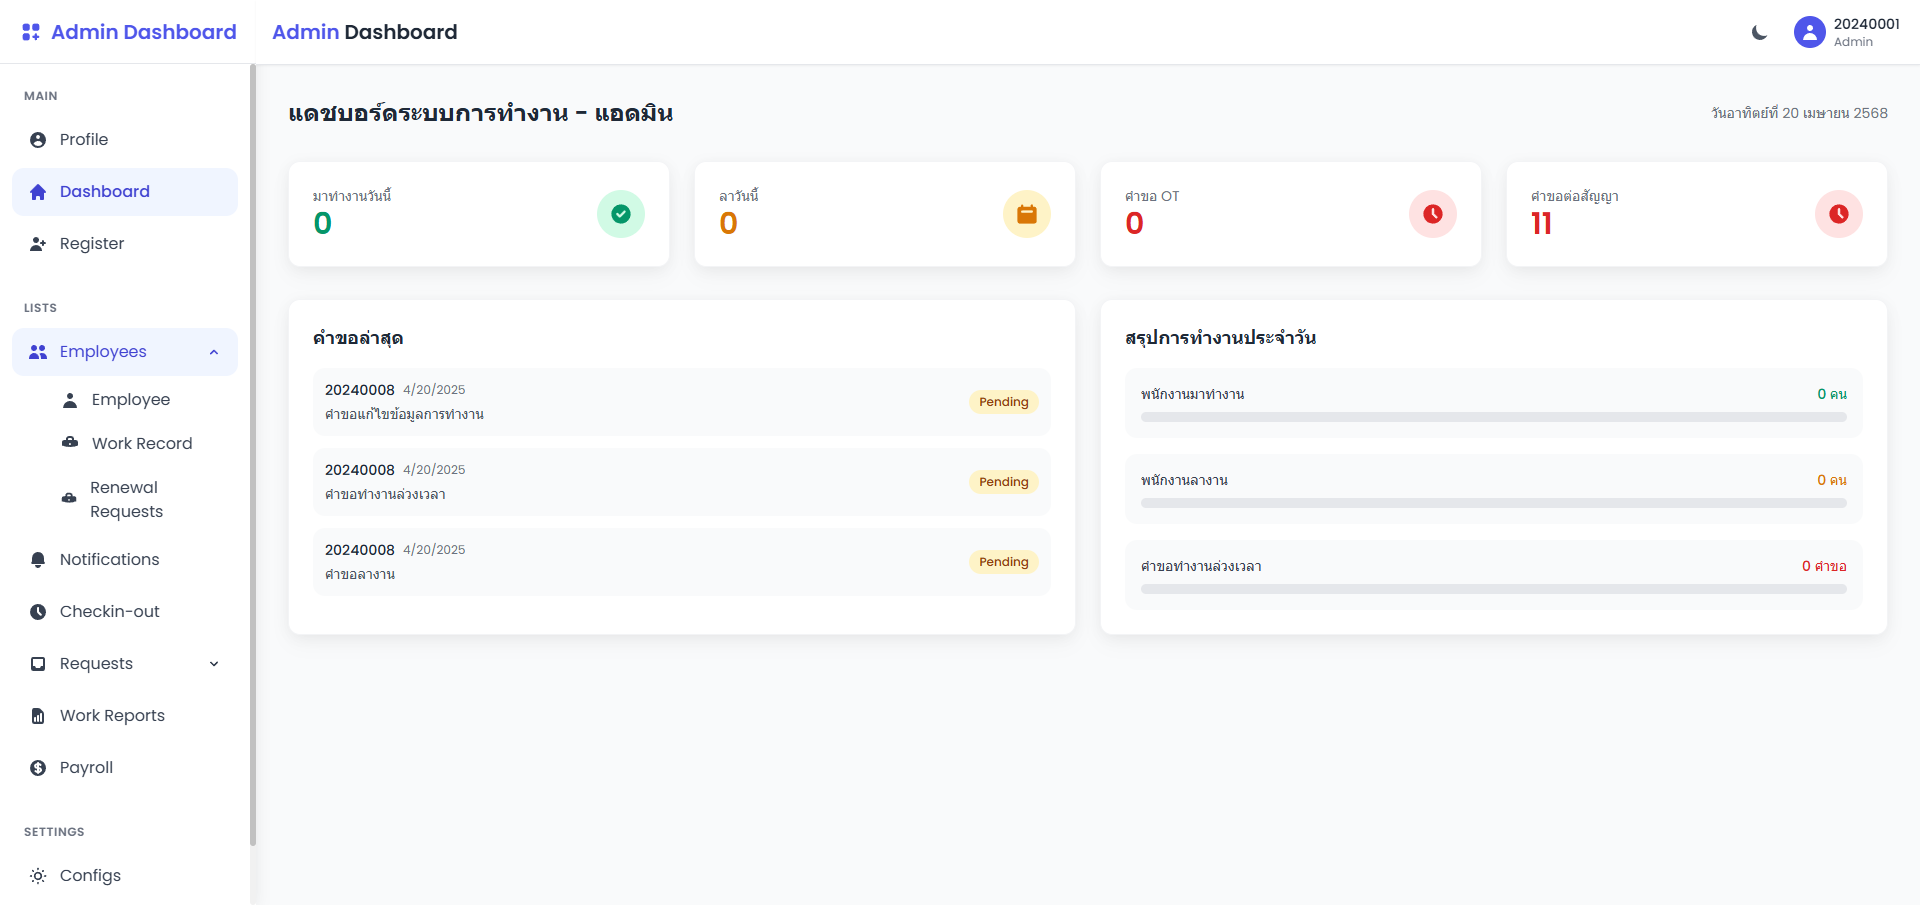 Admin Dashboard
Admin Dashboard
20240001
Admin
MAIN
Profile
Dashboard
Register
LISTS
Employees
Employee
Work Record
Renewal
Requests
Notifications
Checkin-out
Requests
Work Reports
Payroll
SETTINGS
Configs
แดชบอร์ดระบบการทำงาน - แอดมิน
วันอาทิตย์ที่ 20 เมษายน 2568
มาทำงานวันนี้
0
ลาวันนี้
0
คำขอ OT
0
คำขอต่อสัญญา
11
คำขอล่าสุด
20240008 4/20/2025
คำขอแก้ไขข้อมูลการทำงาน
Pending
20240008 4/20/2025
คำขอทำงานล่วงเวลา
Pending
20240008 4/20/2025
คำขอลางาน
Pending
สรุปการทำงานประจำวัน
พนักงานมาทำงาน 0 คน
พนักงานลางาน 0 คน
คำขอทำงานล่วงเวลา 0 คำขอ